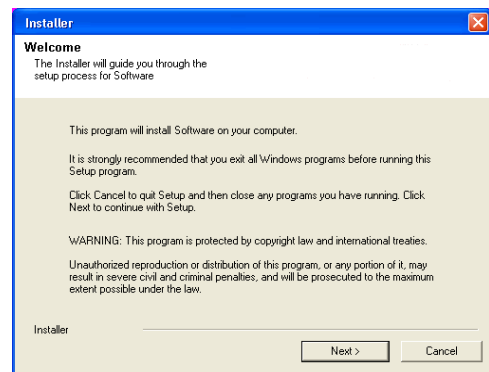 Installer
Welcome
The Installer will guide you through the
setup process for Software
This program will install Software on your computer.
It is strongly recommended that you exit all Windows programs before running this
Setup program.
Click Cancel to quit Setup and then close any programs you have running. Click
Next to continue with Setup.
WARNING: This program is protected by copyright law and international treaties.
Unauthorized reproduction or distribution of this program, or any portion of it, may
result in severe civil and criminal penalties, and will be prosecuted to the maximum
extent possible under the law.
Installer
Next >
Cancel